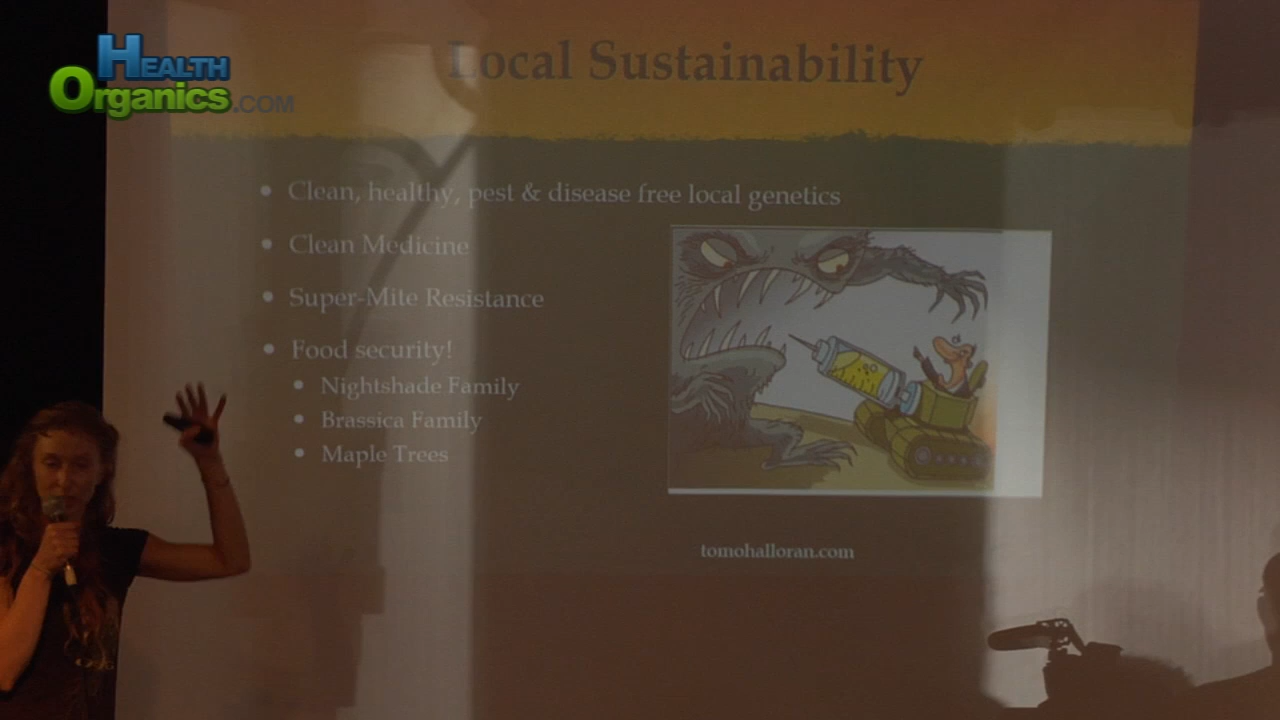 Health
Organics.com
Local Sustainability
Clean, healthy, pest & disease free local genetics
Clean Medicine
Super-Mite Resistance
Food security!
Nightshade Family
Brassica Family
Maple Trees
tomohalloran.com